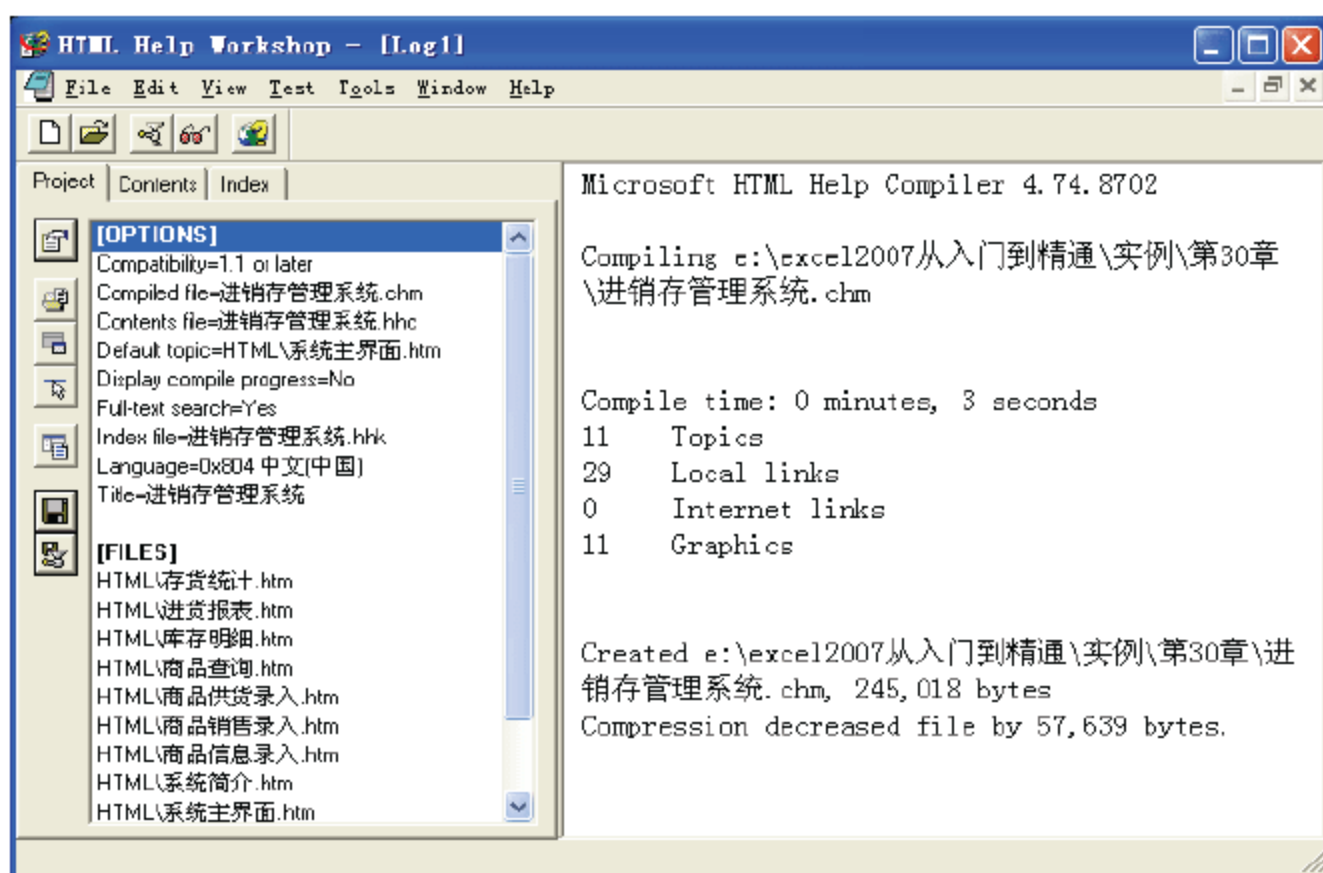 HTML Help Workshop - [Log1]
File Edit View Test Tools Window Help
Project Contents Index
[OPTIONS]
Compatibility=1.1 or later
Compiled file=进销存管理系统.chm
Contents file=进销存管理系统.hhc
Default topic=HTML\系统主界面.htm
Display compile progress=No
Full-text search=Yes
Index file=进销存管理系统.hhk
Language=0x804 中文(中国)
Title=进销存管理系统
[FILES]
HTML\存货统计.htm
HTML\进货报表.htm
HTML\库存明细.htm
HTML\商品查询.htm
HTML\商品供货录入.htm
HTML\商品销售录入.htm
HTML\商品信息录入.htm
HTML\系统简介.htm
HTML\系统主界面.htm
Microsoft HTML Help Compiler 4.74.8702
Compiling e:\excel2007从入门到精通\实例\第30章
\进销存管理系统.chm
Compile time: 0 minutes, 3 seconds
11 Topics
29 Local links
0 Internet links
11 Graphics
Created e:\excel2007从入门到精通\实例\第30章\进
销存管理系统.chm, 245,018 bytes
Compression decreased file by 57,639 bytes.